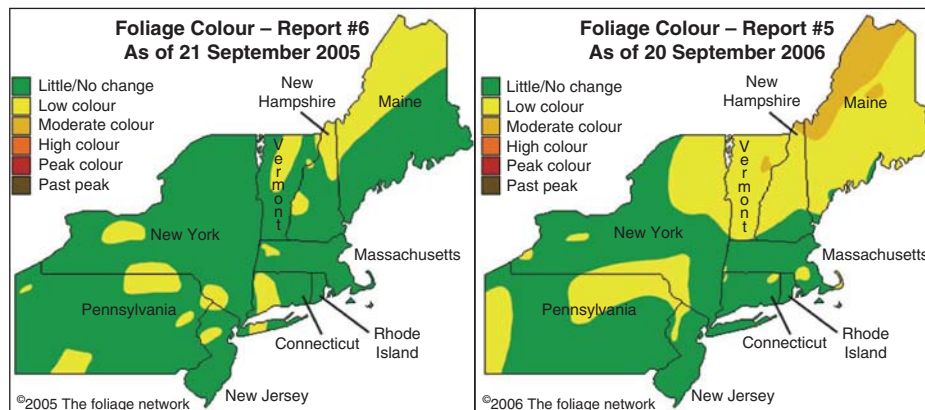 Foliage Colour – Report #6
As of 21 September 2005
Little/No change
Low colour
Moderate colour
High colour
Peak colour
Past peak
New
Hampshire
Maine
Vermont
New York
Massachusetts
Pennsylvania
Connecticut
Rhode
Island
New Jersey
©2005 The foliage network
Foliage Colour – Report #5
As of 20 September 2006
Little/No change
Low colour
Moderate colour
High colour
Peak colour
Past peak
New
Hampshire
Maine
Vermont
New York
Massachusetts
Pennsylvania
Connecticut
Rhode
Island
New Jersey
©2006 The foliage network